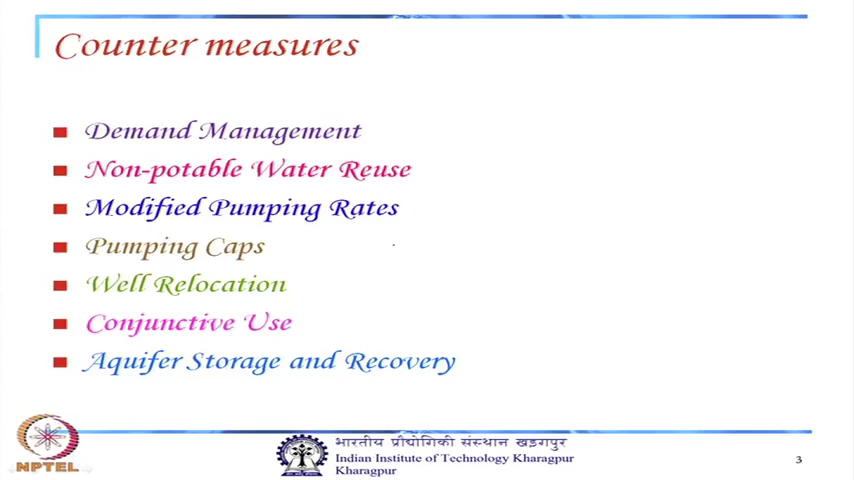 Counter measures
Demand Management
Non-potable Water Reuse
Modified Pumping Rates
Pumping Caps
Well Relocation
Conjunctive Use
Aquifer Storage and Recovery
NPTEL
भारतीय प्रौद्योगिकी संस्थान खड़गपुर
Indian Institute of Technology Kharagpur
Kharagpur
3